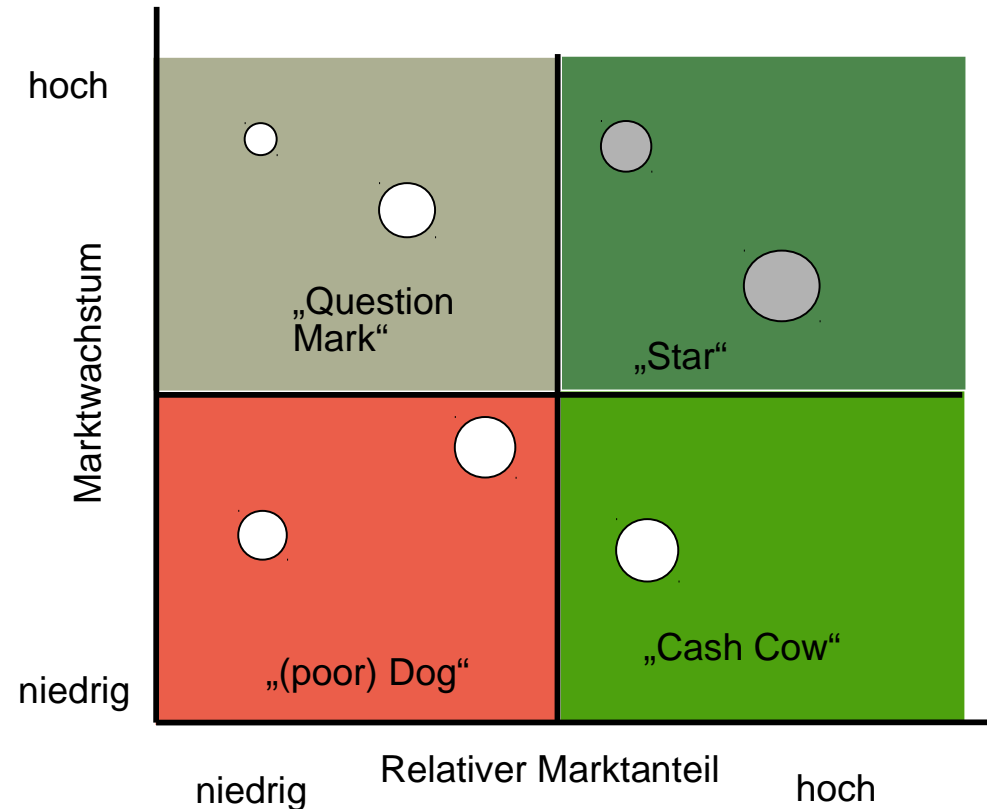 hoch
Marktwachstum
„Question
Mark“
„Star“
„(poor) Dog“
„Cash Cow“
niedrig
Relativer Marktanteil
niedrig
hoch